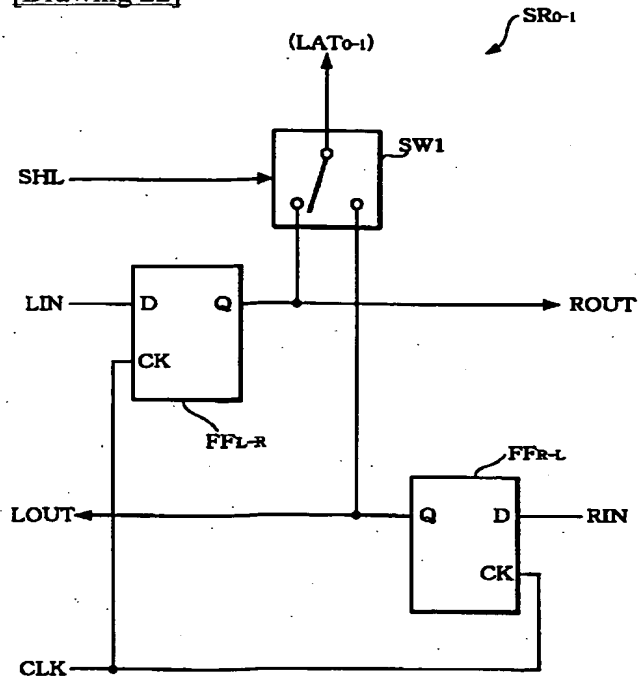 [Drawing 22]
SR0-1
(LAT0-1)
SW1
SHL
LIN
D
Q
ROUT
CK
FFL-R
FFR-L
LOUT
Q
D
RIN
CK
CLK